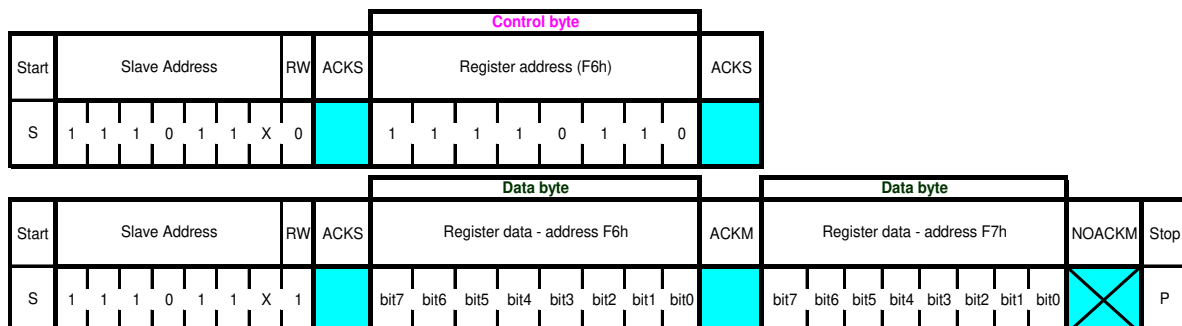 Control byte
Start Slave Address RW ACKS Register address (F6h) ACKS
S 1 1 1 0 1 1 X 0 1 1 1 1 0 1 1 0
Data byte Data byte
Start Slave Address RW ACKS Register data - address F6h ACKM Register data - address F7h NOACKM Stop
S 1 1 1 0 1 1 X 1 bit7 bit6 bit5 bit4 bit3 bit2 bit1 bit0 bit7 bit6 bit5 bit4 bit3 bit2 bit1 bit0 P